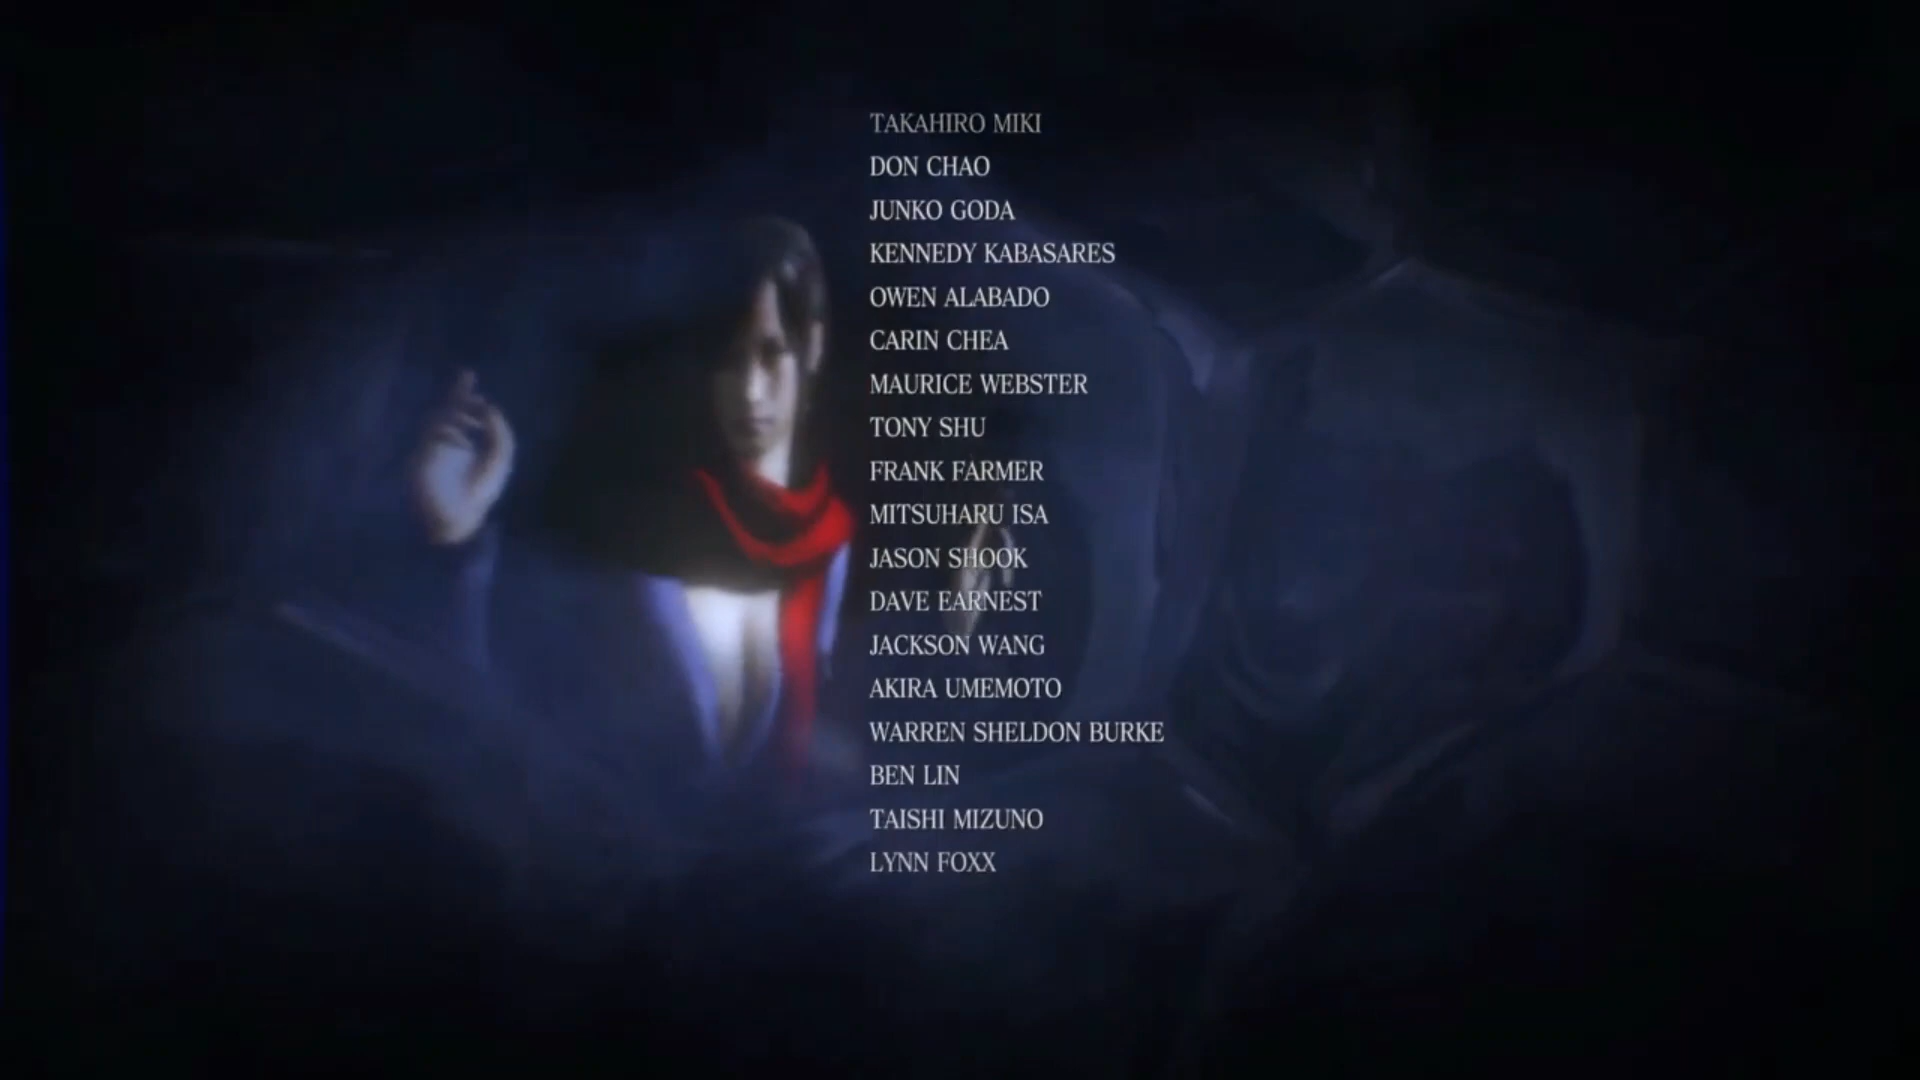 TAKAHIRO MIKI
DON CHAO
JUNKO GODA
KENNEDY KABASARES
OWEN ALABADO
CARIN CHEA
MAURICE WEBSTER
TONY SHU
FRANK FARMER
MITSUHARU ISA
JASON SHOOK
DAVE EARNEST
JACKSON WANG
AKIRA UMEMOTO
WARREN SHELDON BURKE
BEN LIN
TAISHI MIZUNO
LYNN FOXX